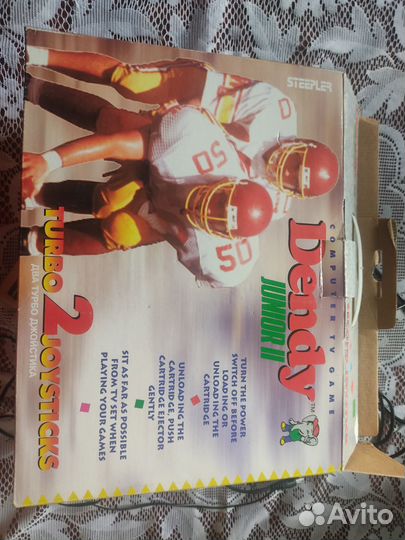 STEEPLER
COMPUTER TV GAME
Dendy™
JUNIOR II
TURN THE POWER
SWITCH OFF BEFORE
LOADING OR
UNLOADING THE
CARTRIDGE
UNLOADING THE
CARTRIDGE, PUSH
CARTRIDGE EJECTOR
GENTLY
SIT AS FAR AS POSSIBLE
FROM TV SET WHEN
PLAYING YOUR GAMES
TURBO 2 JOYSTICKS
ДВА ТУРБО ДЖОЙСТИКА
50
05
Avito